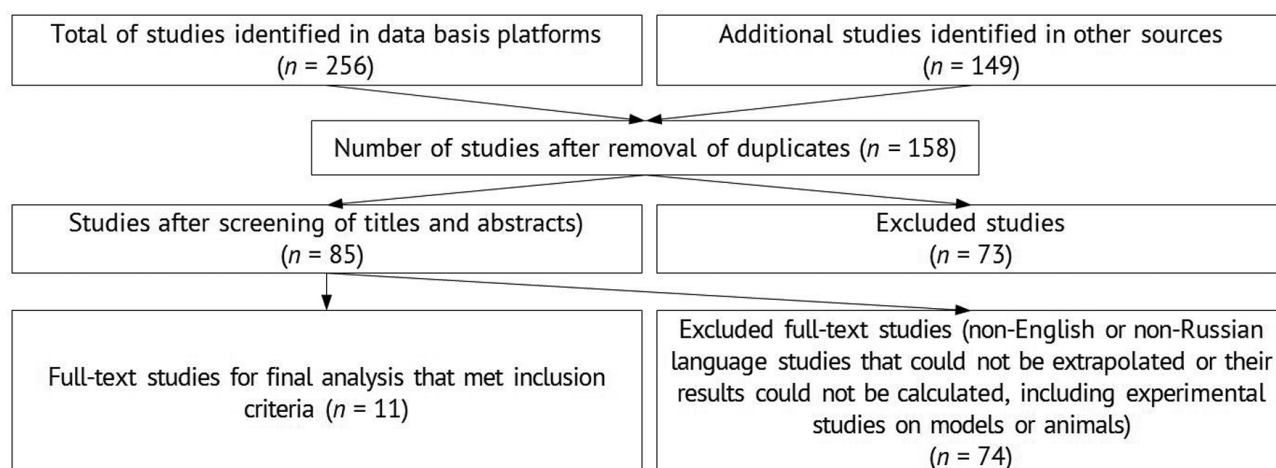 Total of studies identified in data basis platforms
(n = 256)
Additional studies identified in other sources
(n = 149)
Number of studies after removal of duplicates (n = 158)
Studies after screening of titles and abstracts)
(n = 85)
Excluded studies
(n = 73)
Full-text studies for final analysis that met inclusion
criteria (n = 11)
Excluded full-text studies (non-English or non-Russian
language studies that could not be extrapolated or their
results could not be calculated, including experimental
studies on models or animals)
(n = 74)